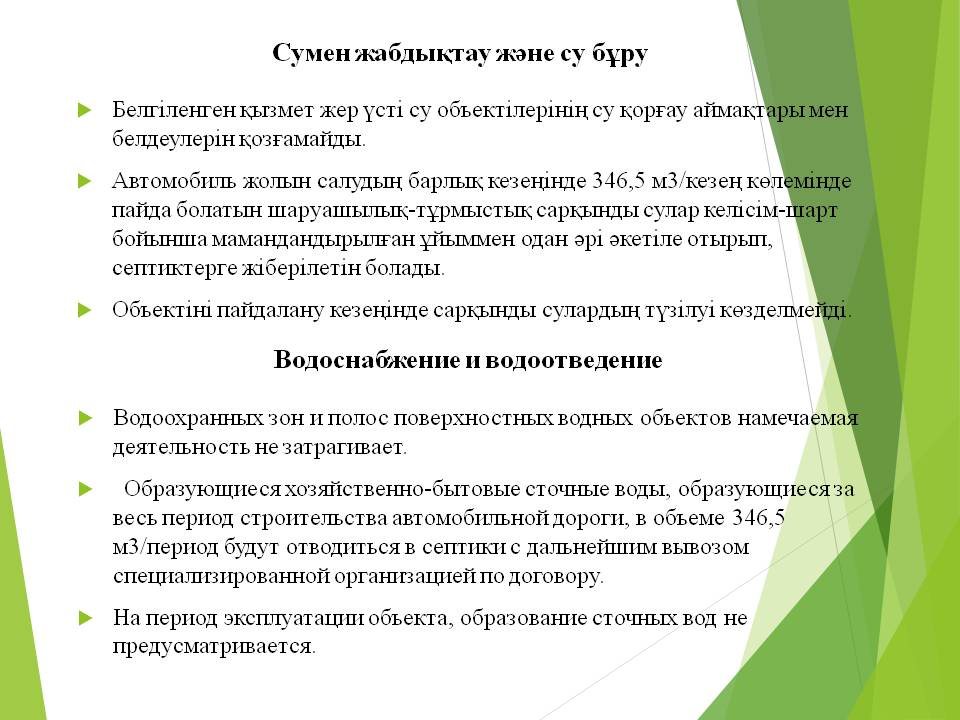 Сумен жабдықтау және су бұру
Белгіленген қызмет жер үсті су объектілерінің су қорғау аймақтары мен
белдеулерін қозғамайды.
Автомобиль жолын салудың барлық кезеңінде 346,5 м3/кезең көлемінде
пайда болатын шаруашылық-тұрмыстық сарқынды сулар келісім-шарт
бойынша мамандандырылған ұйыммен одан әрі әкетіле отырып,
септиктерге жіберілетін болады.
Объектіні пайдалану кезеңінде сарқынды сулардың түзілуі көзделмейді.
Водоснабжение и водоотведение
Водоохранных зон и полос поверхностных водных объектов намечаемая
деятельность не затрагивает.
Образующиеся хозяйственно-бытовые сточные воды, образующиеся за
весь период строительства автомобильной дороги, в объеме 346,5
м3/период будут отводиться в септики с дальнейшим вывозом
специализированной организацией по договору.
На период эксплуатации объекта, образование сточных вод не
предусматривается.